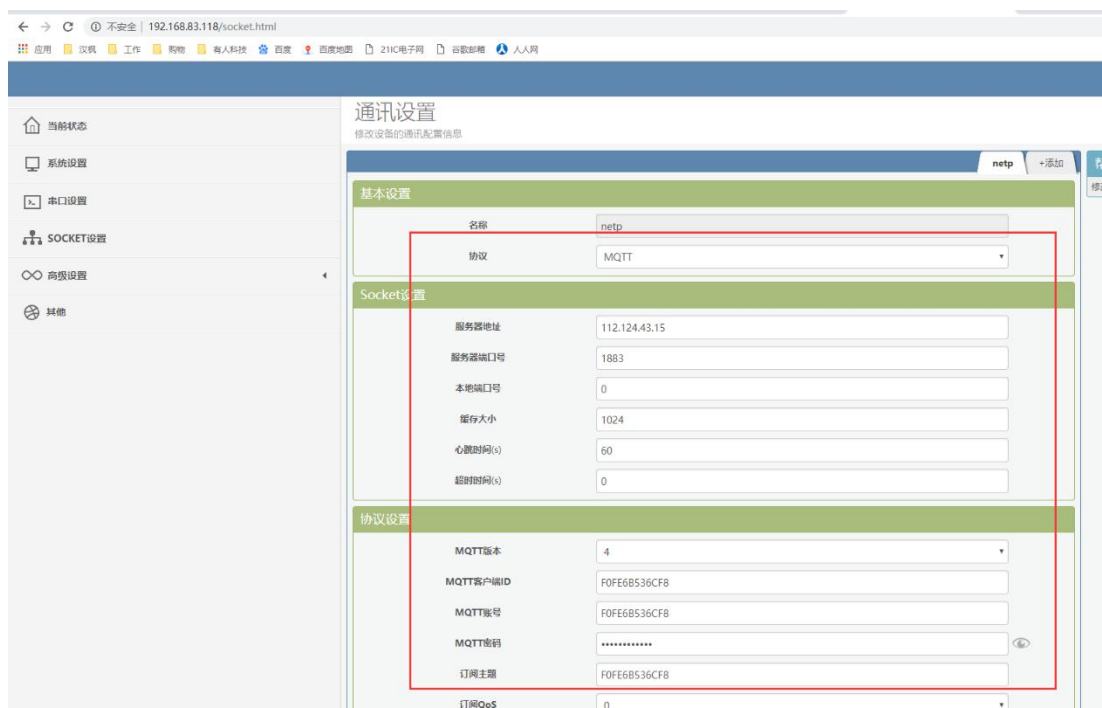 不安全 | 192.168.83.118/socket.html
应用 汉枫 工作 购物 有人科技 百度 百度地图 21IC电子网 谷歌邮箱 人人网
当前状态
系统设置
串口设置
SOCKET设置
高级设置
其他
通讯设置
修改设备的通讯配置信息
netp +添加
基本设置
名称 netp
协议 MQTT
Socket设置
服务器地址 112.124.43.15
服务器端口号 1883
本地端口号 0
缓存大小 1024
心跳时间(s) 60
超时时间(s) 0
协议设置
MQTT版本 4
MQTT客户端ID F0FE6B536CF8
MQTT账号 F0FE6B536CF8
MQTT密码 ••••••••••••
订阅主题 F0FE6B536CF8
订阅QoS 0